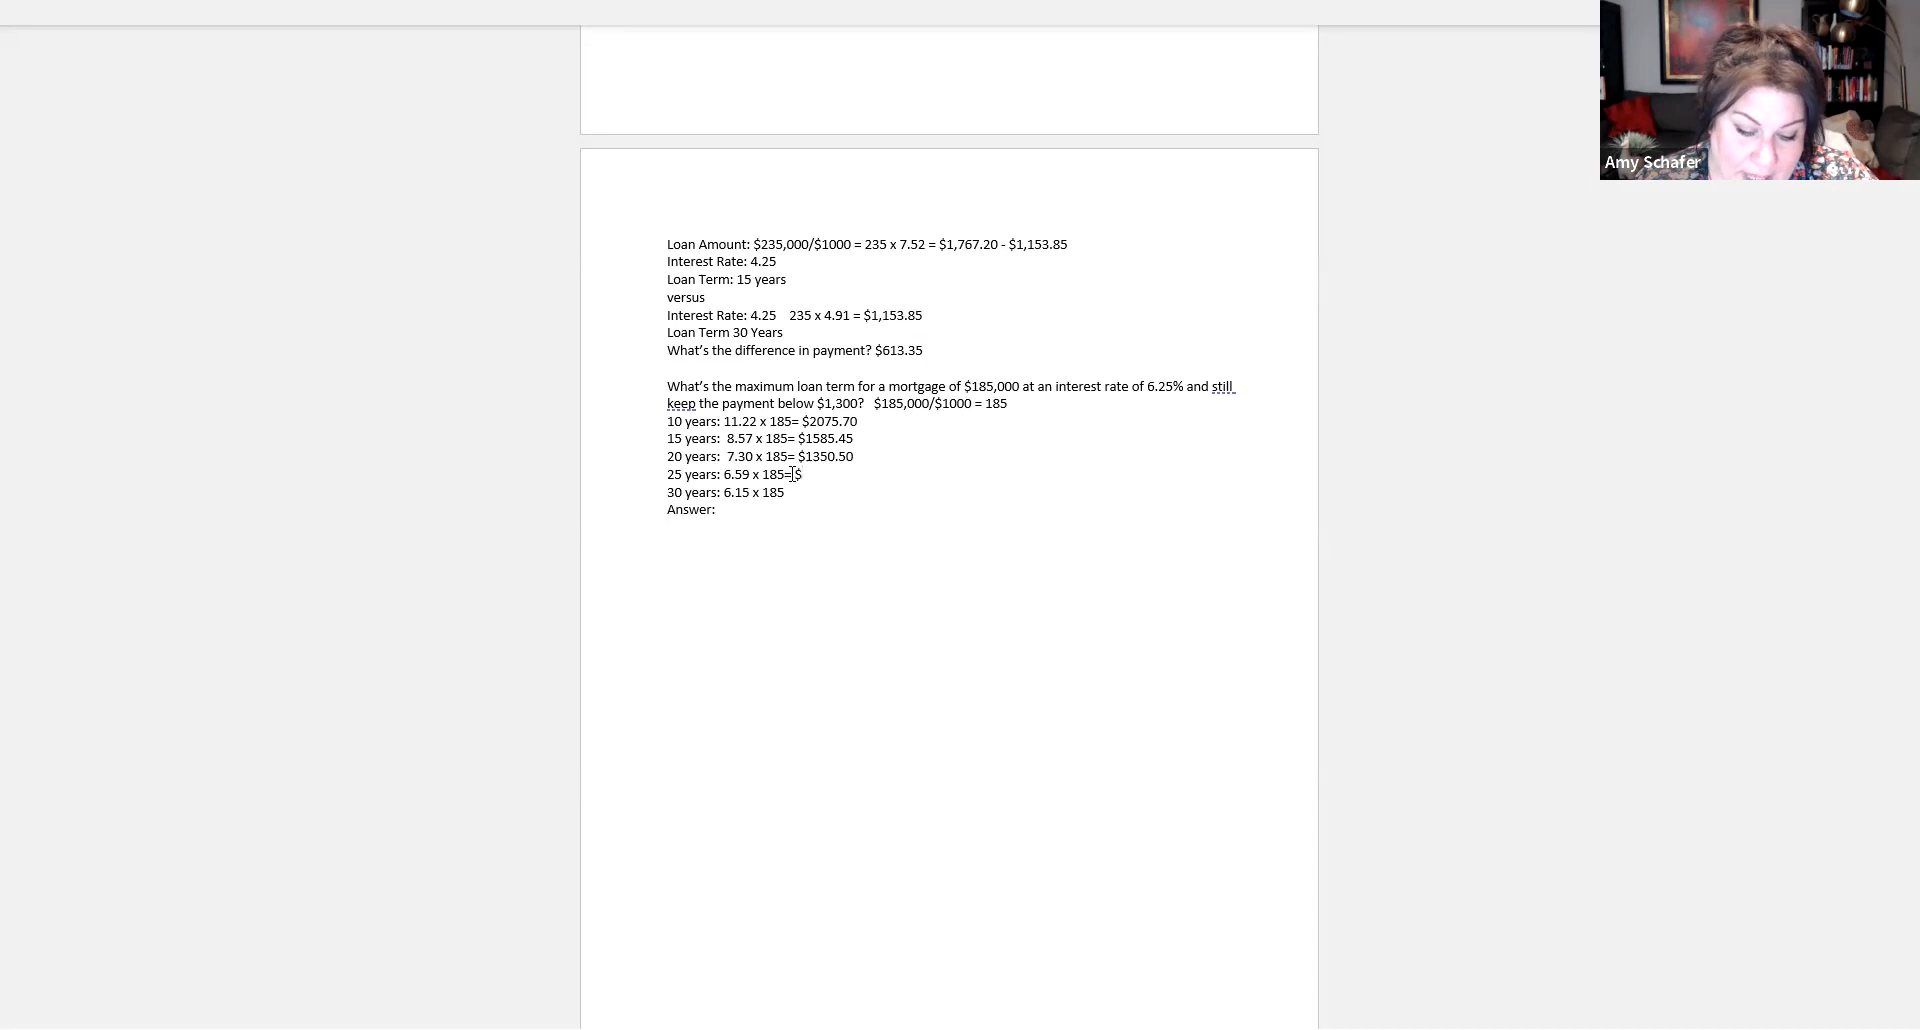 Amy Schafer
Loan Amount: $235,000/$1000 = 235 x 7.52 = $1,767.20 - $1,153.85
Interest Rate: 4.25
Loan Term: 15 years
versus
Interest Rate: 4.25    235 x 4.91 = $1,153.85
Loan Term 30 Years
What’s the difference in payment? $613.35
What’s the maximum loan term for a mortgage of $185,000 at an interest rate of 6.25% and still
keep the payment below $1,300?   $185,000/$1000 = 185
10 years: 11.22 x 185= $2075.70
15 years:  8.57 x 185= $1585.45
20 years:  7.30 x 185= $1350.50
25 years: 6.59 x 185= $
30 years: 6.15 x 185
Answer: